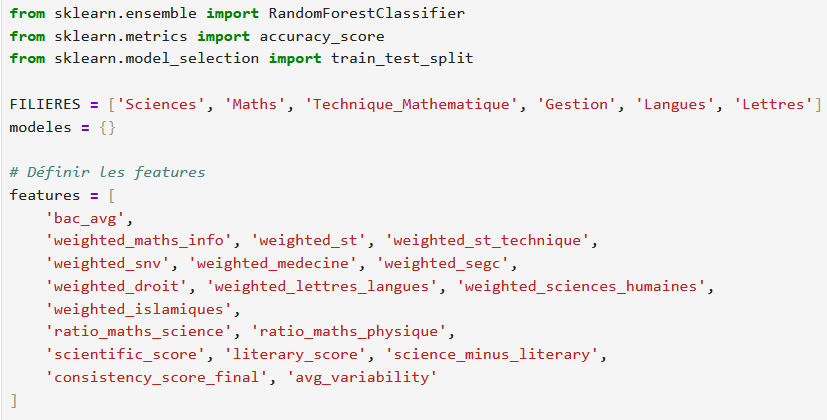 from sklearn.ensemble import RandomForestClassifier
from sklearn.metrics import accuracy_score
from sklearn.model_selection import train_test_split
FILIERES = ['Sciences', 'Maths', 'Technique_Mathematique', 'Gestion', 'Langues', 'Lettres']
modeles = {}
# Définir les features
features = [
    'bac_avg',
    'weighted_maths_info', 'weighted_st', 'weighted_st_technique',
    'weighted_snv', 'weighted_medecine', 'weighted_segc',
    'weighted_droit', 'weighted_lettres_langues', 'weighted_sciences_humaines',
    'weighted_islamiques',
    'ratio_maths_science', 'ratio_maths_physique',
    'scientific_score', 'literary_score', 'science_minus_literary',
    'consistency_score_final', 'avg_variability'
]